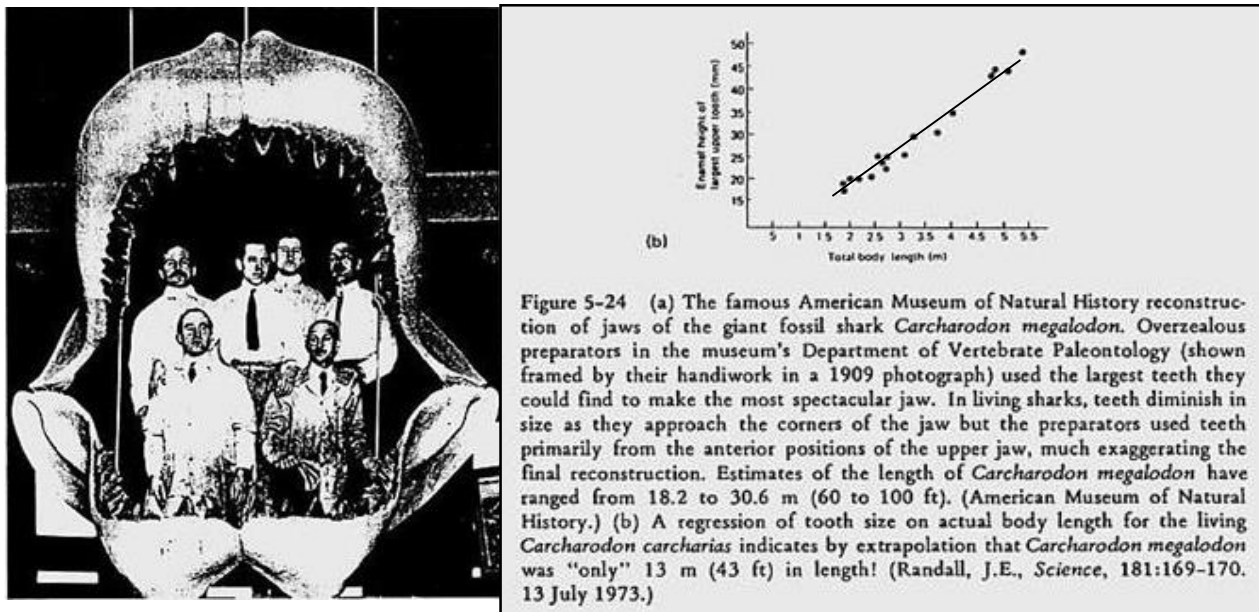 50
45
40
35
30
25
20
15
Enamel height of
largest upper tooth (mm)
5 1 1 5 2 2 5 3 3 5 4 4 5 5 5.5
Total body length (m)
(b)
Figure 5-24 (a) The famous American Museum of Natural History reconstruc-
tion of jaws of the giant fossil shark Carcharodon megalodon. Overzealous
preparators in the museum's Department of Vertebrate Paleontology (shown
framed by their handiwork in a 1909 photograph) used the largest teeth they
could find to make the most spectacular jaw. In living sharks, teeth diminish in
size as they approach the corners of the jaw but the preparators used teeth
primarily from the anterior positions of the upper jaw, much exaggerating the
final reconstruction. Estimates of the length of Carcharodon megalodon have
ranged from 18.2 to 30.6 m (60 to 100 ft). (American Museum of Natural
History.) (b) A regression of tooth size on actual body length for the living
Carcharodon carcharias indicates by extrapolation that Carcharodon megalodon
was "only" 13 m (43 ft) in length! (Randall, J.E., Science, 181:169-170.
13 July 1973.)